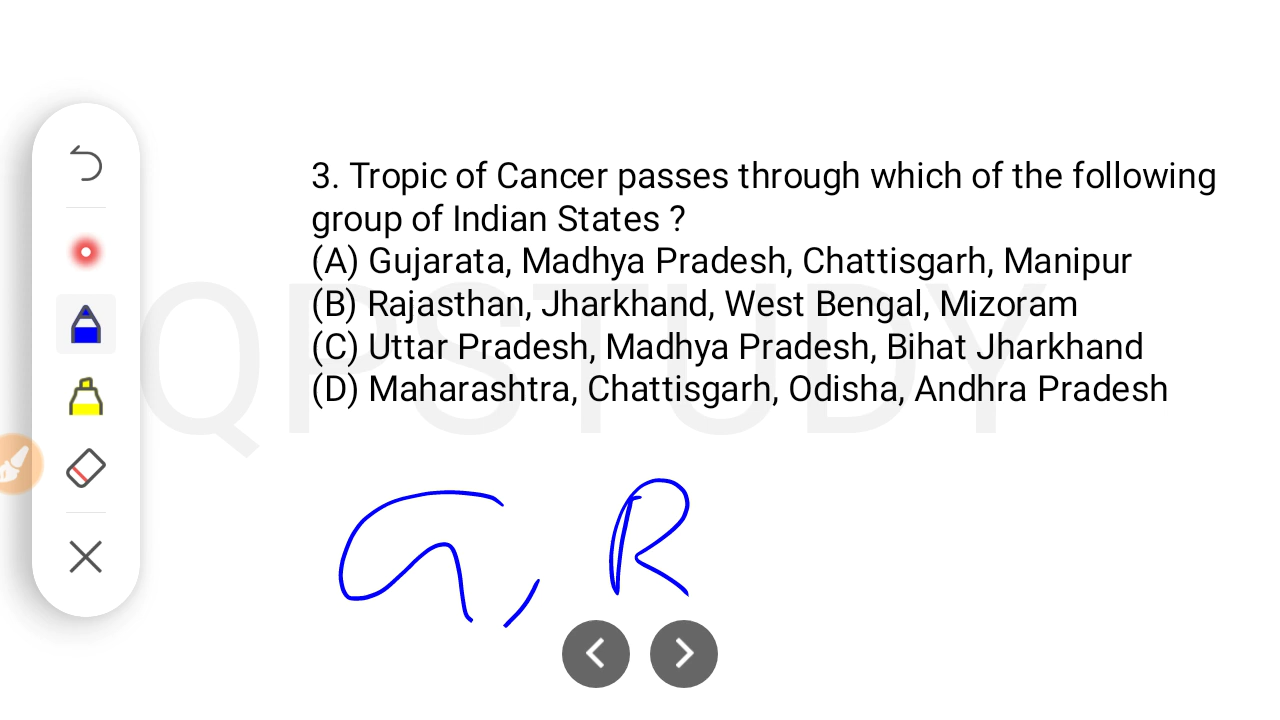 3. Tropic of Cancer passes through which of the following
group of Indian States ?
(A) Gujarata, Madhya Pradesh, Chattisgarh, Manipur
(B) Rajasthan, Jharkhand, West Bengal, Mizoram
(C) Uttar Pradesh, Madhya Pradesh, Bihat Jharkhand
(D) Maharashtra, Chattisgarh, Odisha, Andhra Pradesh
QPSTUDY
G, R